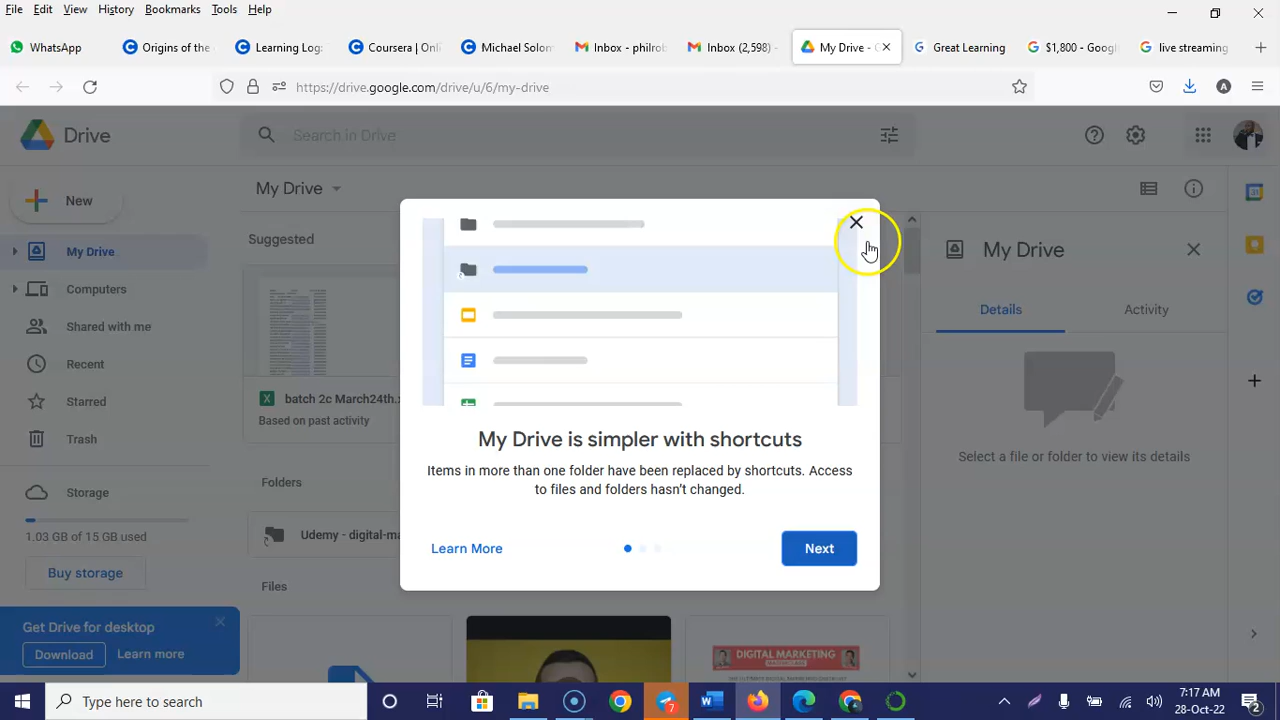 File Edit View History Bookmarks Tools Help
WhatsApp Origins of the Learning Log: Coursera | Onli Michael Solom Inbox - philrob Inbox (2,598) - My Drive - G Great Learning $1,800 - Goog live streaming
https://drive.google.com/drive/u/6/my-drive
Drive Search in Drive
New My Drive
My Drive
Suggested
My Drive
Computers
Shared with me
Recent
Starred
Trash
Storage
1.03 GB of 15 GB used
Buy storage
batch 2c March24th.x
Based on past activity
Folders
Udemy - digital-ma
Files
My Drive is simpler with shortcuts
Items in more than one folder have been replaced by shortcuts. Access
to files and folders hasn't changed.
Learn More Next
Details Activity
Select a file or folder to view its details
Get Drive for desktop
Download Learn more
DIGITAL MARKETING
MASTERCLASS
Type here to search
7
7:17 AM
28-Oct-22
2